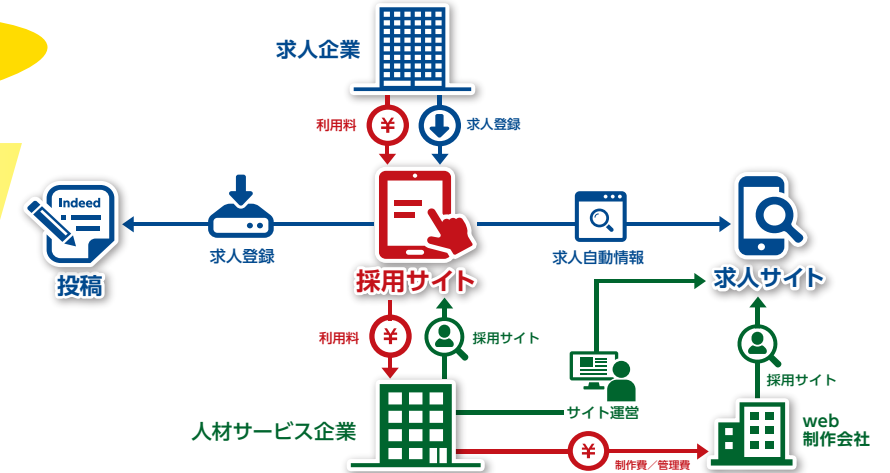 求人企業
利用料
¥
求人登録
Indeed
投稿
求人登録
採用サイト
求人自動情報
求人サイト
利用料
¥
採用サイト
採用サイト
人材サービス企業
サイト運営
¥
制作費／管理費
web
制作会社